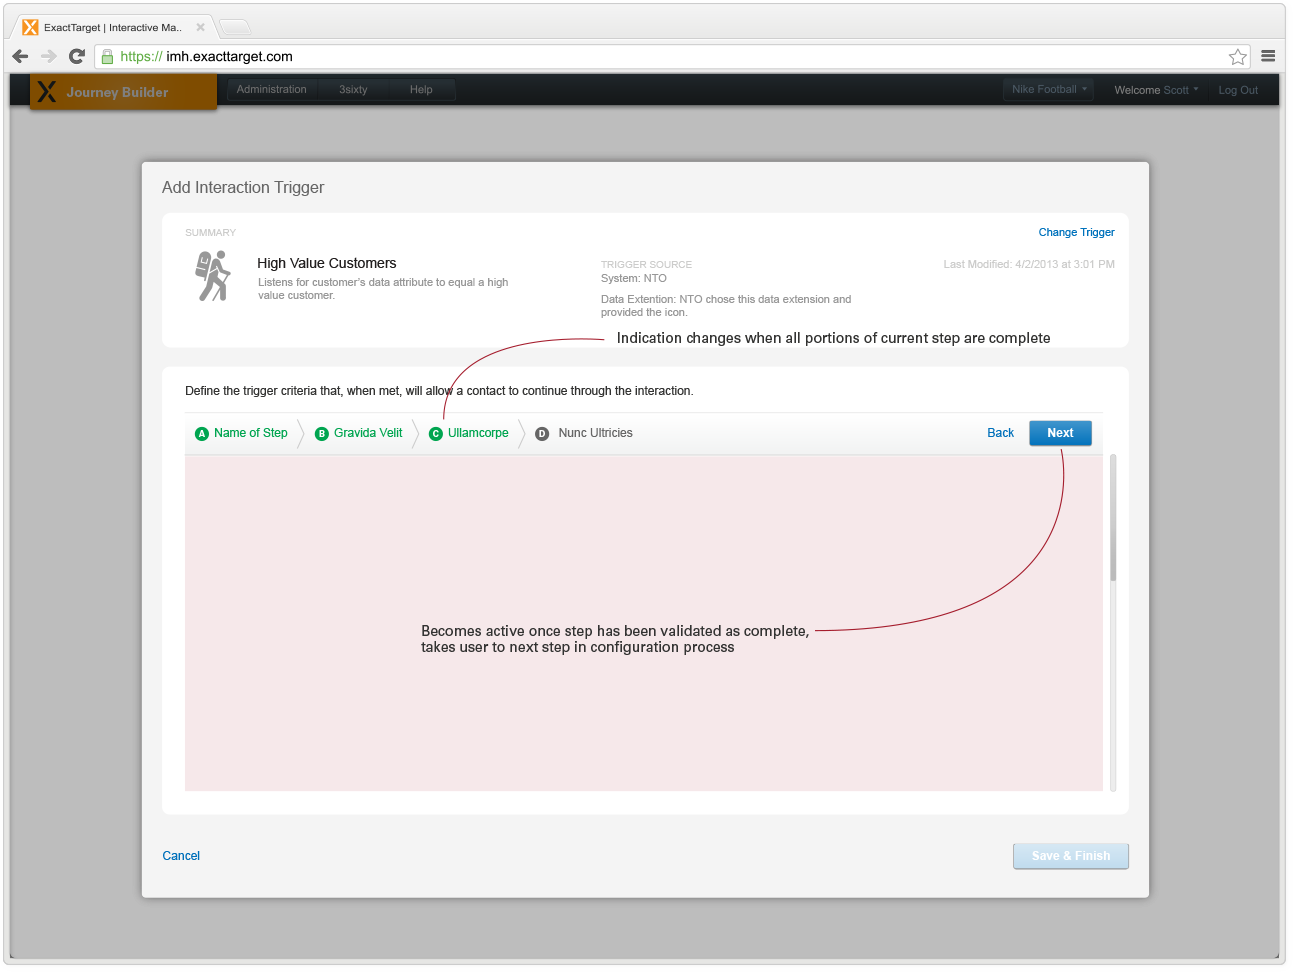 ExactTarget | Interactive Ma..
https:// imh.exacttarget.com
Journey Builder
Administration
3sixty
Help
Nike Football
Welcome Scott
Log Out
Add Interaction Trigger
SUMMARY
Change Trigger
High Value Customers
Listens for customer's data attribute to equal a high
value customer.
TRIGGER SOURCE
System: NTO
Data Extention: NTO chose this data extension and
provided the icon.
Last Modified: 4/2/2013 at 3:01 PM
Indication changes when all portions of current step are complete
Define the trigger criteria that, when met, will allow a contact to continue through the interaction.
A Name of Step
B Gravida Velit
C Ullamcorpe
D Nunc Ultricies
Back
Next
Becomes active once step has been validated as complete,
takes user to next step in configuration process
Cancel
Save & Finish